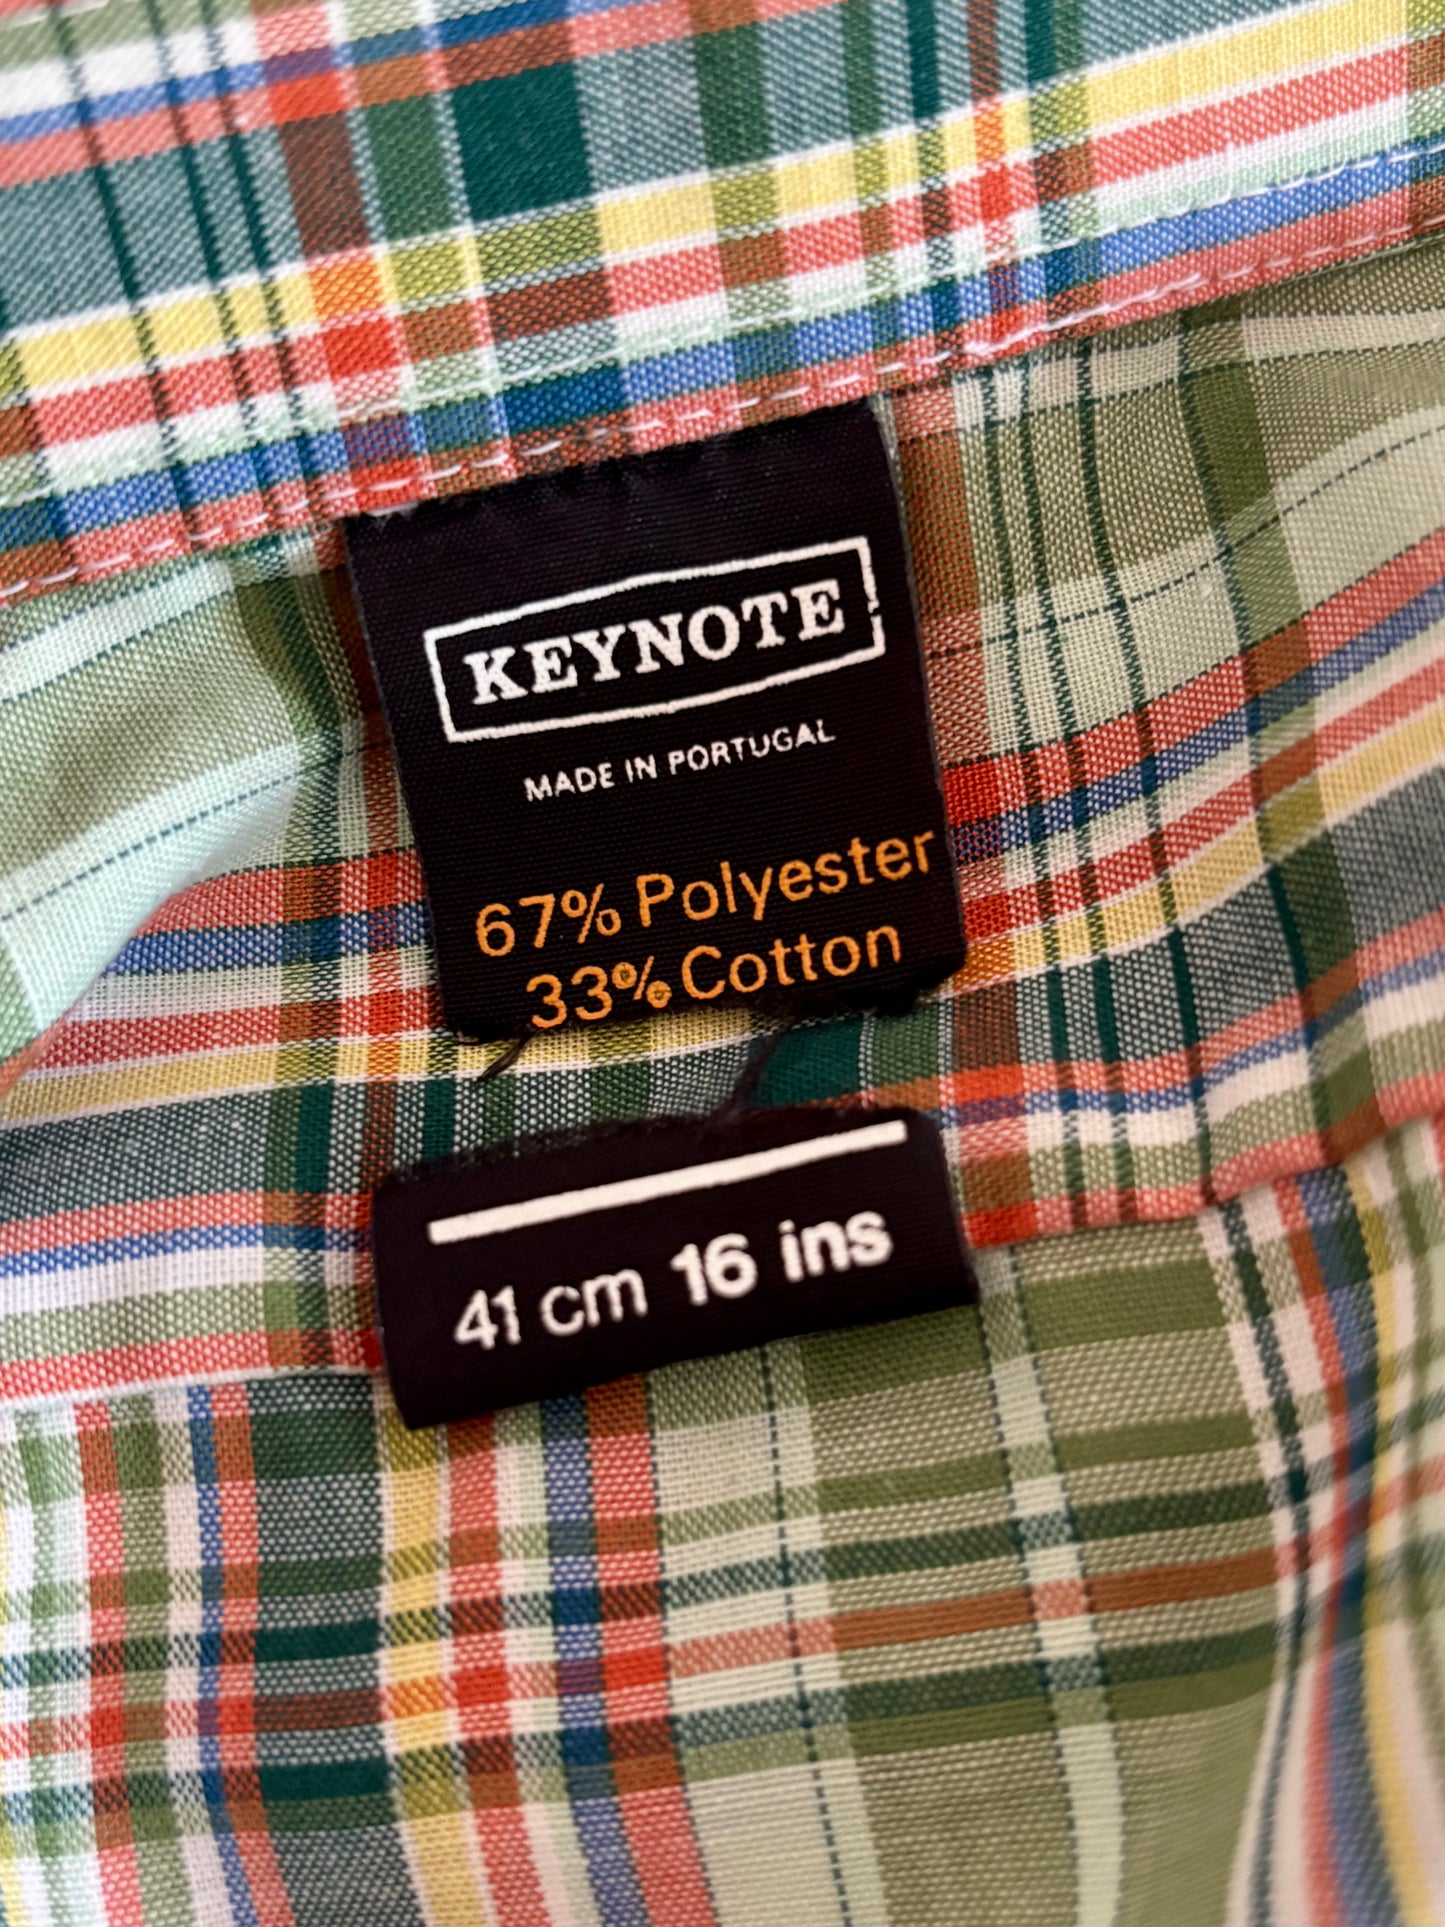 KEYNOTE
MADE IN PORTUGAL
67% Polyester
33% Cotton
41 cm 16 ins